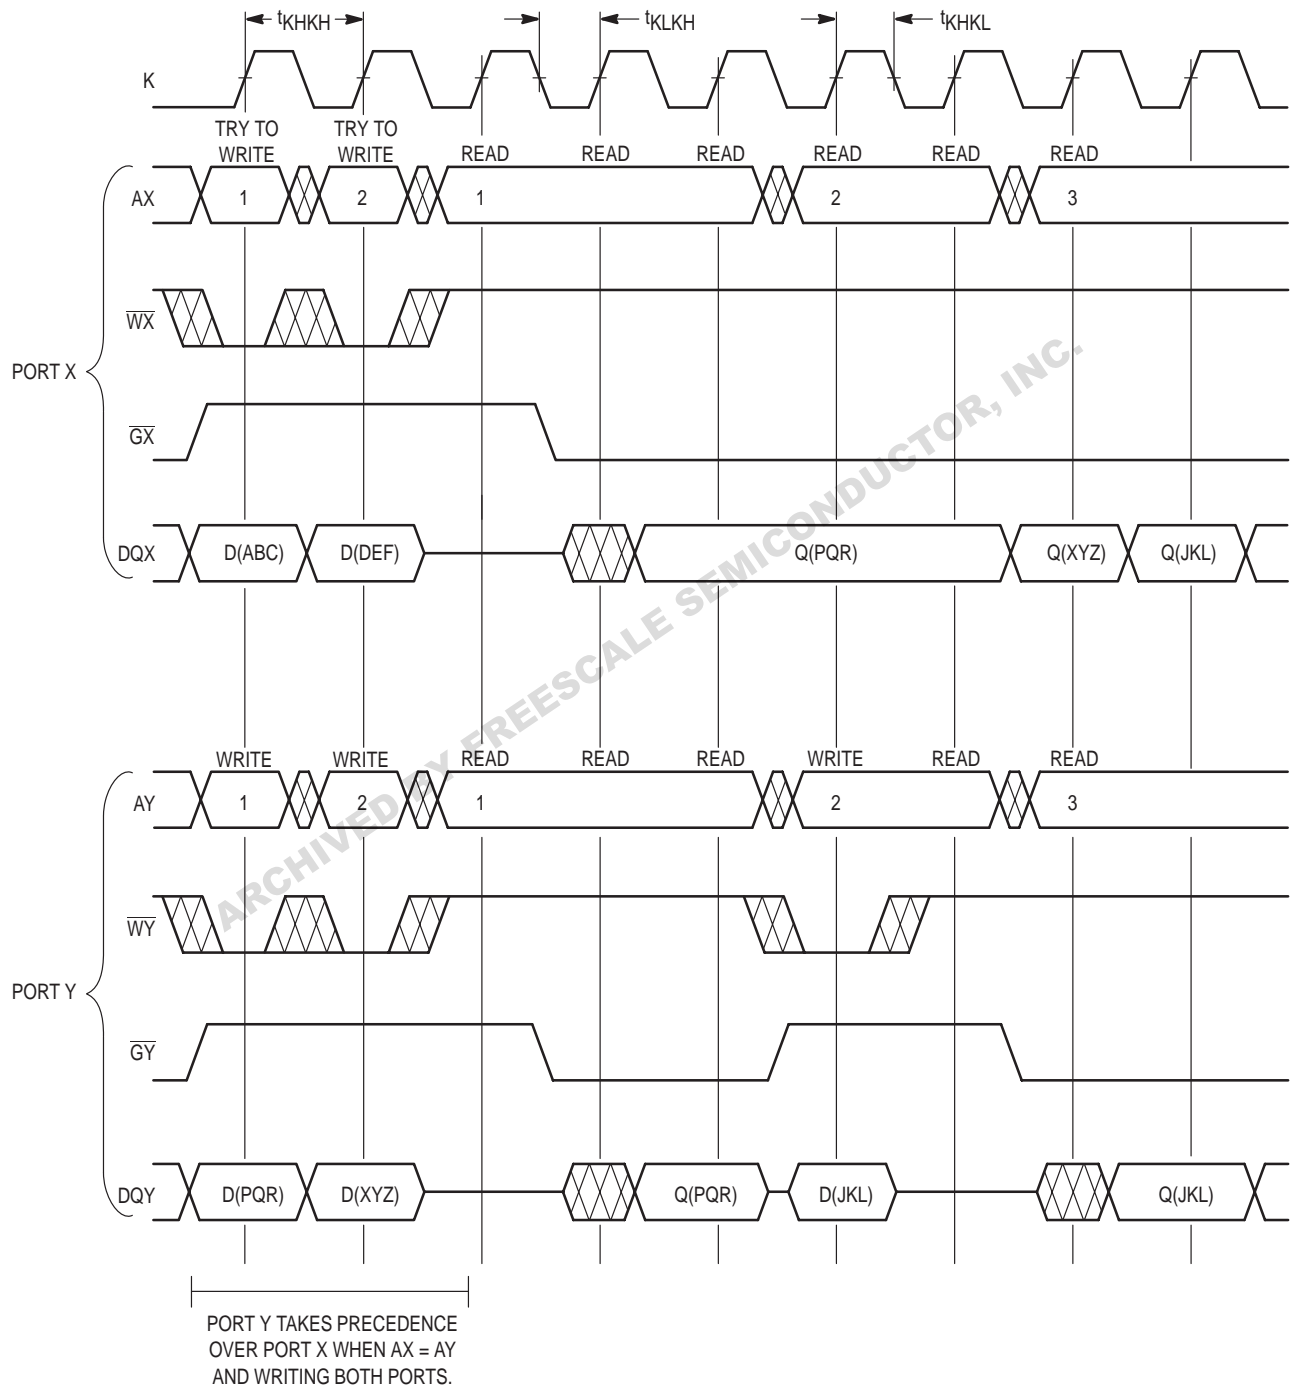 tKHKH
tKLKH
tKHKL
K
TRY TO WRITE
TRY TO WRITE
READ READ READ READ READ READ
AX 1 2 1 2 3
WX
PORT X
GX
DQX D(ABC) D(DEF) Q(PQR) Q(XYZ) Q(JKL)
ARCHIVED BY FREESCALE SEMICONDUCTOR, INC.
WRITE WRITE READ READ READ WRITE READ READ
AY 1 2 1 2 3
WY
PORT Y
GY
DQY D(PQR) D(XYZ) Q(PQR) D(JKL) Q(JKL)
PORT Y TAKES PRECEDENCE
OVER PORT X WHEN AX = AY
AND WRITING BOTH PORTS.